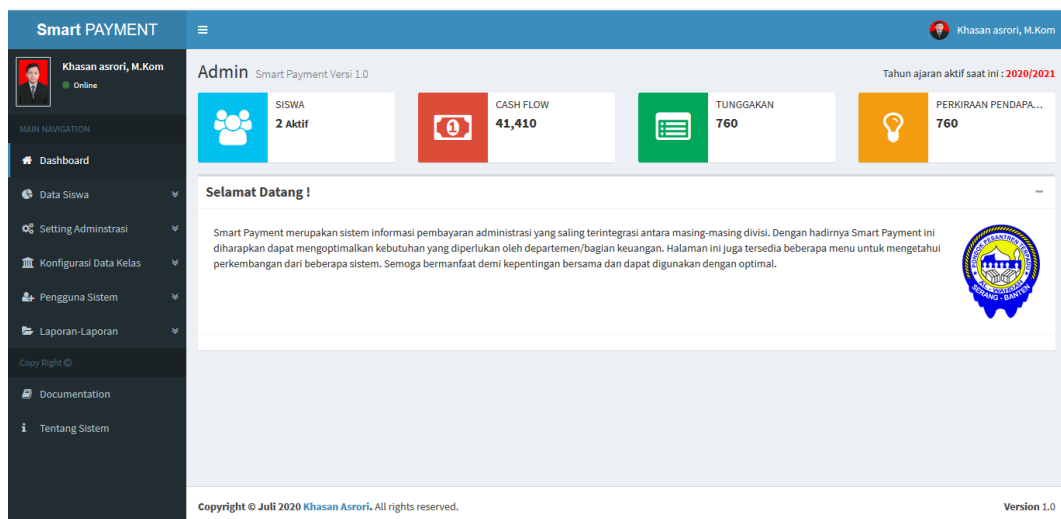 Smart PAYMENT
Khasan asrori, M.Kom
Khasan asrori, M.Kom
Online
MAIN NAVIGATION
Dashboard
Data Siswa
Setting Adminstrasi
Konfigurasi Data Kelas
Pengguna Sistem
Laporan-Laporan
Copy Right ©
Documentation
Tentang Sistem
Admin Smart Payment Versi 1.0
Tahun ajaran aktif saat ini : 2020/2021
SISWA
2 Aktif
CASH FLOW
41,410
TUNGGAKAN
760
PERKIRAAN PENDAPA...
760
Selamat Datang !
Smart Payment merupakan sistem informasi pembayaran administrasi yang saling terintegrasi antara masing-masing divisi. Dengan hadirnya Smart Payment ini
diharapkan dapat mengoptimalkan kebutuhan yang diperlukan oleh departemen/bagian keuangan. Halaman ini juga tersedia beberapa menu untuk mengetahui
perkembangan dari beberapa sistem. Semoga bermanfaat demi kepentingan bersama dan dapat digunakan dengan optimal.
PONDOK PESANTREN TERPADU
AL - WARDAH
SERANG - BANTEN
Copyright © Juli 2020 Khasan Asrori. All rights reserved.
Version 1.0